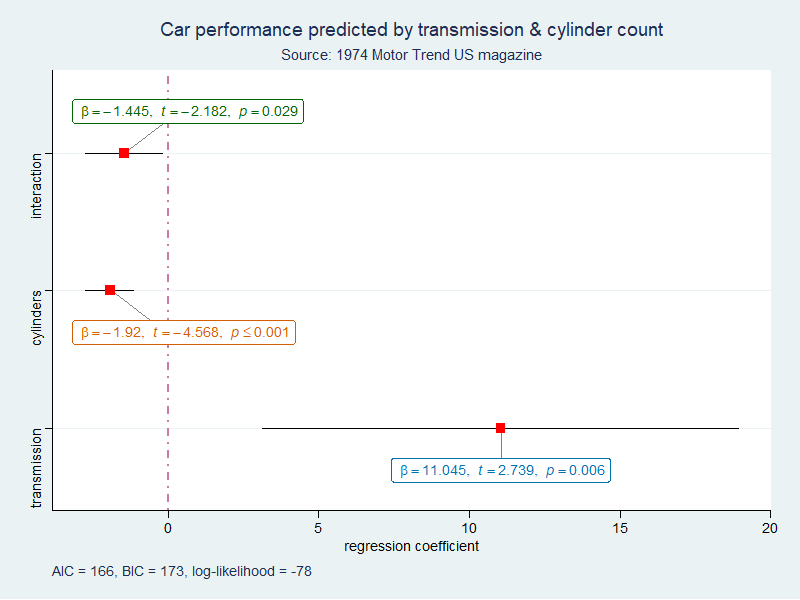 Car performance predicted by transmission & cylinder count
Source: 1974 Motor Trend US magazine
β = −1.445, t = −2.182, p = 0.029
interaction
β = −1.92, t = −4.568, p ≤ 0.001
cylinders
β = 11.045, t = 2.739, p = 0.006
transmission
0 5 10 15 20
regression coefficient
AIC = 166, BIC = 173, log-likelihood = -78